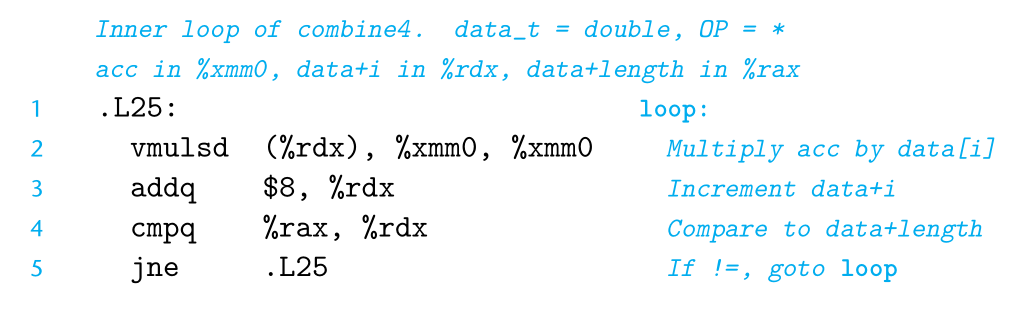 Inner loop of combine4. data_t = double, OP = *
acc in %xmm0, data+i in %rdx, data+length in %rax
1 .L25: loop:
2 vmulsd (%rdx), %xmm0, %xmm0 Multiply acc by data[i]
3 addq $8, %rdx Increment data+i
4 cmpq %rax, %rdx Compare to data+length
5 jne .L25 If !=, goto loop